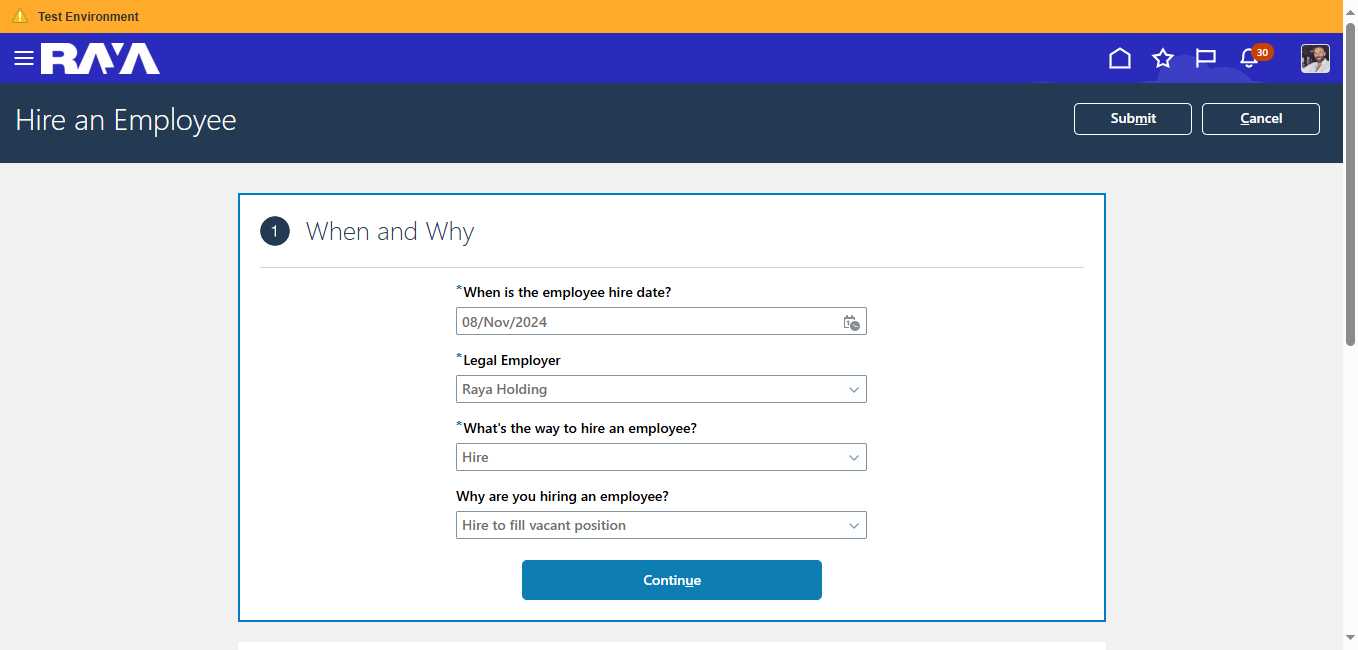 Test Environment
RAYA
30
Hire an Employee
Submit
Cancel
1
When and Why
*When is the employee hire date?
08/Nov/2024
*Legal Employer
Raya Holding
*What's the way to hire an employee?
Hire
Why are you hiring an employee?
Hire to fill vacant position
Continue